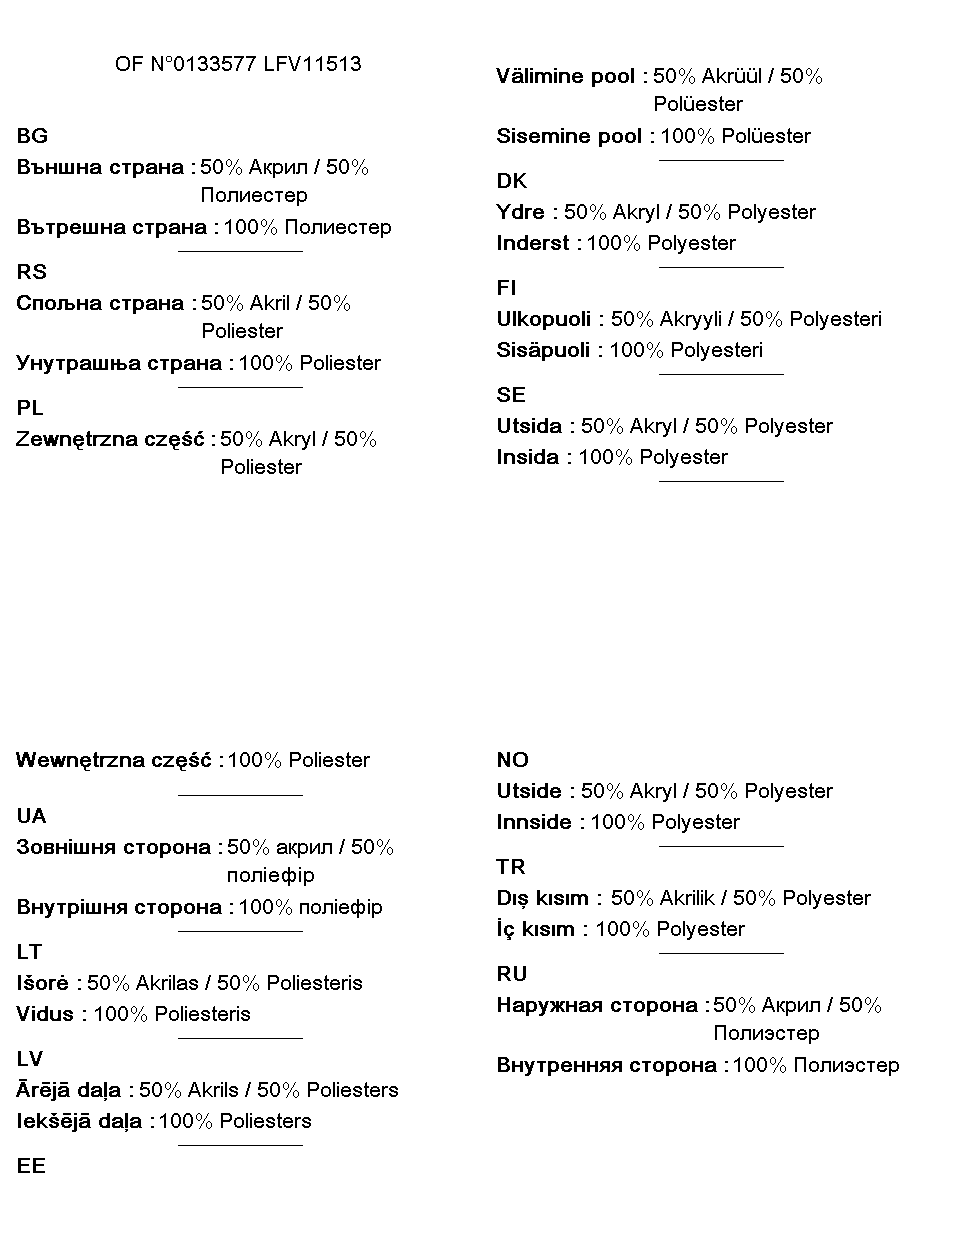 OF N°0133577 LFV11513
BG
Външна страна : 50% Акрил / 50%
Полиестер
Вътрешна страна : 100% Полиестер
RS
Спољна страна : 50% Akril / 50%
Poliester
Унутрашња страна : 100% Poliester
PL
Zewnętrzna część : 50% Akryl / 50%
Poliester
Wewnętrzna część : 100% Poliester
UA
Зовнішня сторона : 50% акрил / 50%
поліефір
Внутрішня сторона : 100% поліефір
LT
Išorė : 50% Akrilas / 50% Poliesteris
Vidus : 100% Poliesteris
LV
Ārējā daļa : 50% Akrils / 50% Poliesters
Iekšējā daļa : 100% Poliesters
EE
Välimine pool : 50% Akrüül / 50%
Polüester
Sisemine pool : 100% Polüester
DK
Ydre : 50% Akryl / 50% Polyester
Inderst : 100% Polyester
FI
Ulkopuoli : 50% Akryyli / 50% Polyesteri
Sisäpuoli : 100% Polyesteri
SE
Utsida : 50% Akryl / 50% Polyester
Insida : 100% Polyester
NO
Utside : 50% Akryl / 50% Polyester
Innside : 100% Polyester
TR
Dış kısım : 50% Akrilik / 50% Polyester
İç kısım : 100% Polyester
RU
Наружная сторона : 50% Акрил / 50%
Полиэстер
Внутренняя сторона : 100% Полиэстер